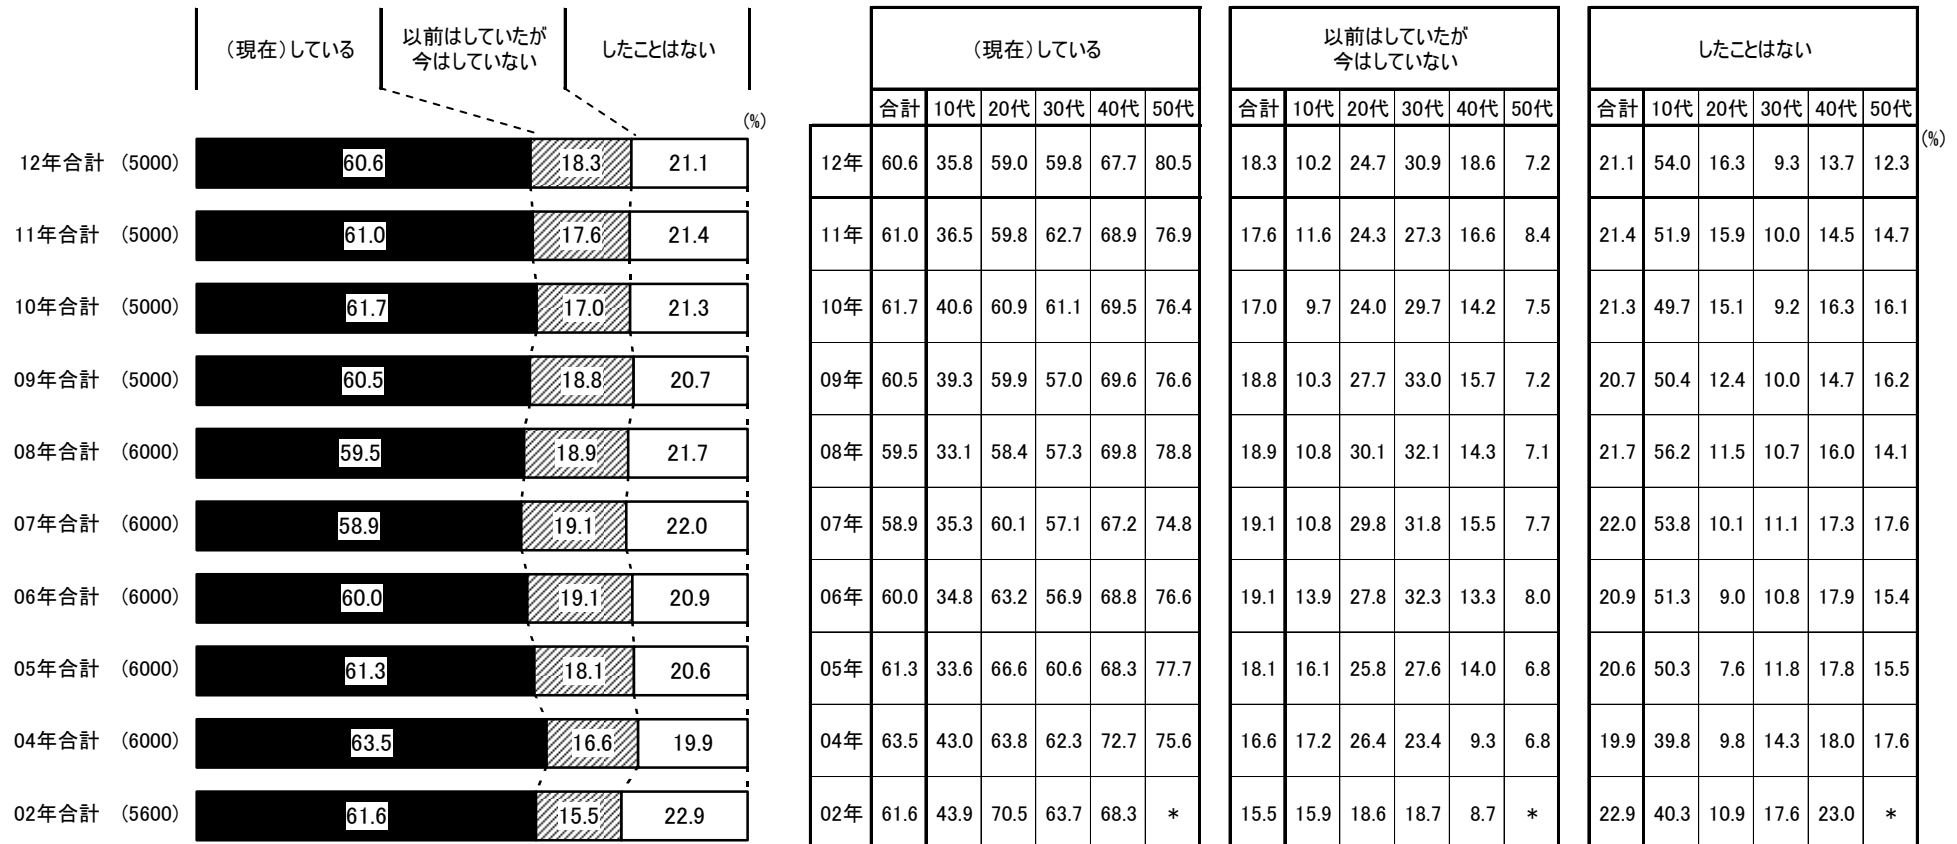 (現在)している
以前はしていたが
今はしていない
したことはない
(%)
12年合計 (5000) 60.6 18.3 21.1
11年合計 (5000) 61.0 17.6 21.4
10年合計 (5000) 61.7 17.0 21.3
09年合計 (5000) 60.5 18.8 20.7
08年合計 (6000) 59.5 18.9 21.7
07年合計 (6000) 58.9 19.1 22.0
06年合計 (6000) 60.0 19.1 20.9
05年合計 (6000) 61.3 18.1 20.6
04年合計 (6000) 63.5 16.6 19.9
02年合計 (5600) 61.6 15.5 22.9
(現在)している
以前はしていたが
今はしていない
したことはない
合計 10代 20代 30代 40代 50代 合計 10代 20代 30代 40代 50代 合計 10代 20代 30代 40代 50代
(%)
12年 60.6 35.8 59.0 59.8 67.7 80.5 18.3 10.2 24.7 30.9 18.6 7.2 21.1 54.0 16.3 9.3 13.7 12.3
11年 61.0 36.5 59.8 62.7 68.9 76.9 17.6 11.6 24.3 27.3 16.6 8.4 21.4 51.9 15.9 10.0 14.5 14.7
10年 61.7 40.6 60.9 61.1 69.5 76.4 17.0 9.7 24.0 29.7 14.2 7.5 21.3 49.7 15.1 9.2 16.3 16.1
09年 60.5 39.3 59.9 57.0 69.6 76.6 18.8 10.3 27.7 33.0 15.7 7.2 20.7 50.4 12.4 10.0 14.7 16.2
08年 59.5 33.1 58.4 57.3 69.8 78.8 18.9 10.8 30.1 32.1 14.3 7.1 21.7 56.2 11.5 10.7 16.0 14.1
07年 58.9 35.3 60.1 57.1 67.2 74.8 19.1 10.8 29.8 31.8 15.5 7.7 22.0 53.8 10.1 11.1 17.3 17.6
06年 60.0 34.8 63.2 56.9 68.8 76.6 19.1 13.9 27.8 32.3 13.3 8.0 20.9 51.3 9.0 10.8 17.9 15.4
05年 61.3 33.6 66.6 60.6 68.3 77.7 18.1 16.1 25.8 27.6 14.0 6.8 20.6 50.3 7.6 11.8 17.8 15.5
04年 63.5 43.0 63.8 62.3 72.7 75.6 16.6 17.2 26.4 23.4 9.3 6.8 19.9 39.8 9.8 14.3 18.0 17.6
02年 61.6 43.9 70.5 63.7 68.3 * 15.5 15.9 18.6 18.7 8.7 * 22.9 40.3 10.9 17.6 23.0 *